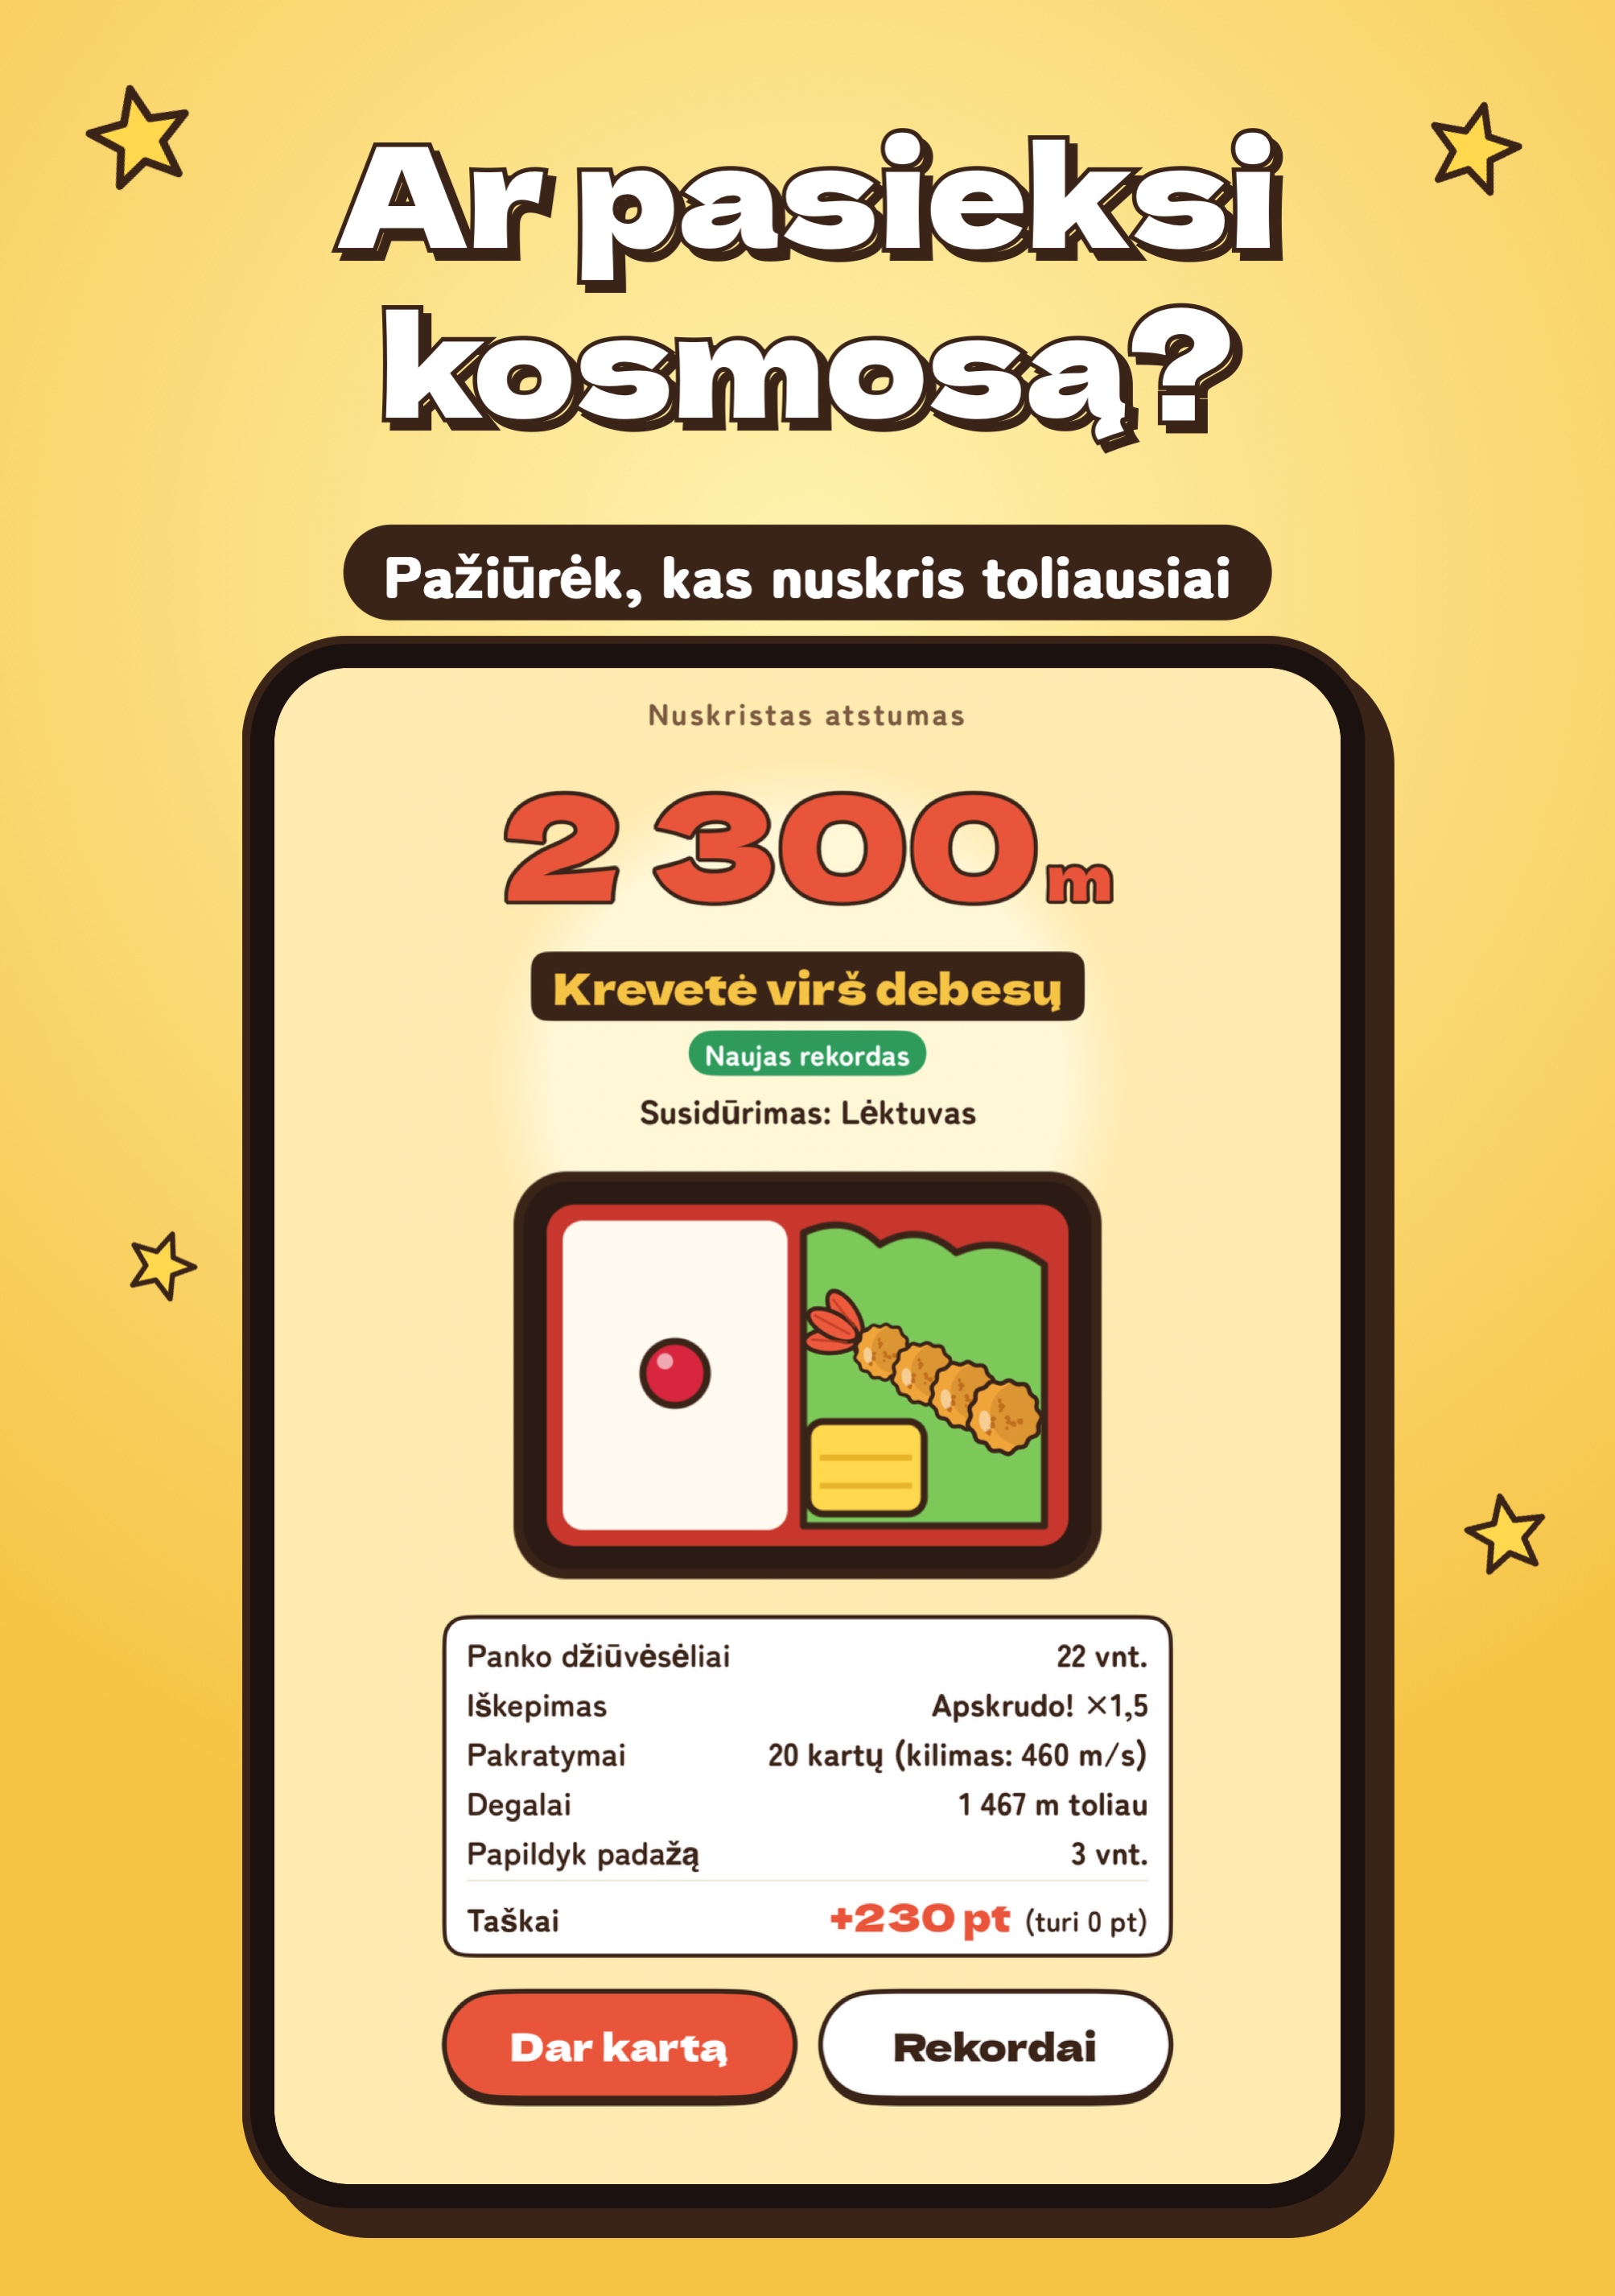 Ar pasieksi
kosmosą?
Pažiūrėk, kas nuskris toliausiai
Nuskristas atstumas
2 300 m
Krevetė virš debesų
Naujas rekordas
Susidūrimas: Lėktuvas
Panko džiūvėsėliai 22 vnt.
Iškepimas Apskrudo! ×1,5
Pakratymai 20 kartų (kilimas: 460 m/s)
Degalai 1 467 m toliau
Papildyk padažą 3 vnt.
Taškai +230 pt (turi 0 pt)
Dar kartą Rekordai